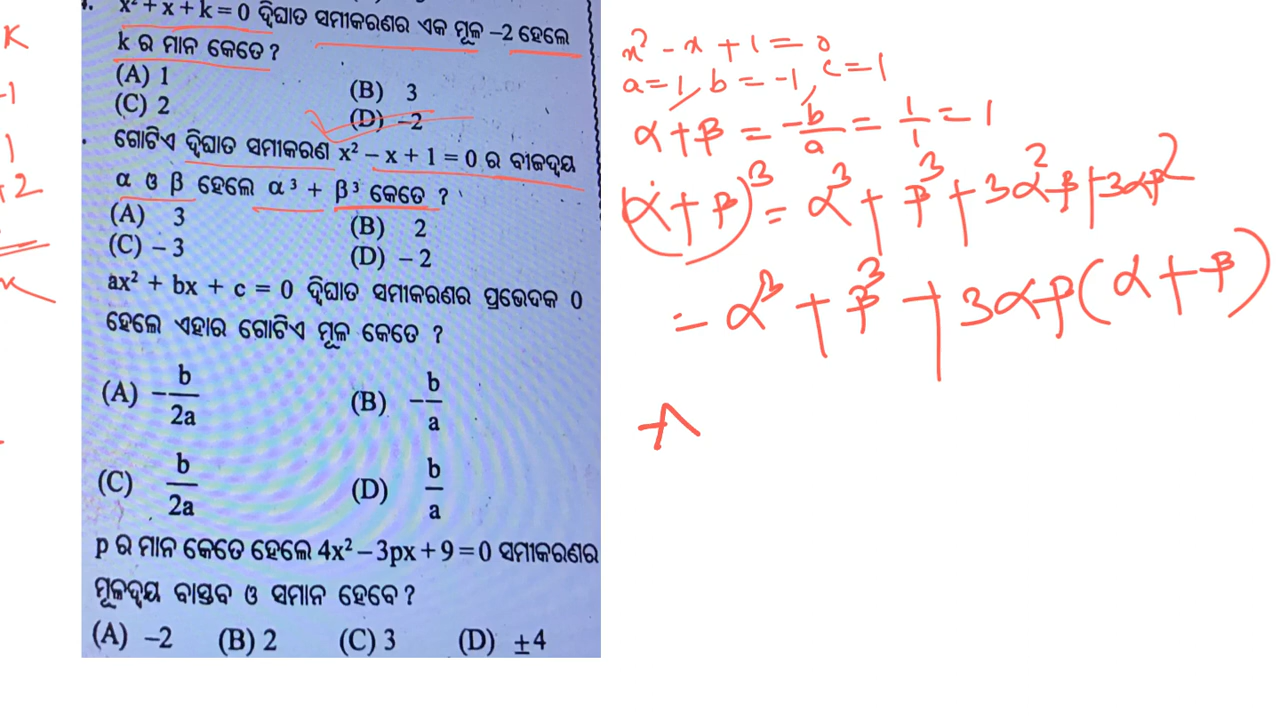 x² + x + k = 0 ଦ୍ୱିଘାତ ସମୀକରଣର ଏକ ମୂଳ –2 ହେଲେ
k ର ମାନ କେତେ ?
(A) 1
(B) 3
(C) 2
(D) –2
ଗୋଟିଏ ଦ୍ୱିଘାତ ସମୀକରଣ x² – x + 1 = 0 ର ବୀଜଦ୍ୱୟ
α ଓ β ହେଲେ α³ + β³ କେତେ ?
(A) 3
(B) 2
(C) – 3
(D) – 2
ax² + bx + c = 0 ଦ୍ୱିଘାତ ସମୀକରଣର ପ୍ରଭେଦକ 0
ହେଲେ ଏହାର ଗୋଟିଏ ମୂଳ କେତେ ?
(A) –b/2a
(B) –b/a
(C) b/2a
(D) b/a
p ର ମାନ କେତେ ହେଲେ 4x² – 3px + 9 = 0 ସମୀକରଣର
ମୂଳଦ୍ୱୟ ବାସ୍ତବ ଓ ସମାନ ହେବେ ?
(A) –2 (B) 2 (C) 3 (D) ±4
K
-1
1
+2
x² - x + 1 = 0
a = 1, b = -1, c = 1
α + β = -b/a = 1/1 = 1
(α + β)³ = α³ + β³ + 3α²β + 3αβ²
= α³ + β³ + 3αβ(α + β)